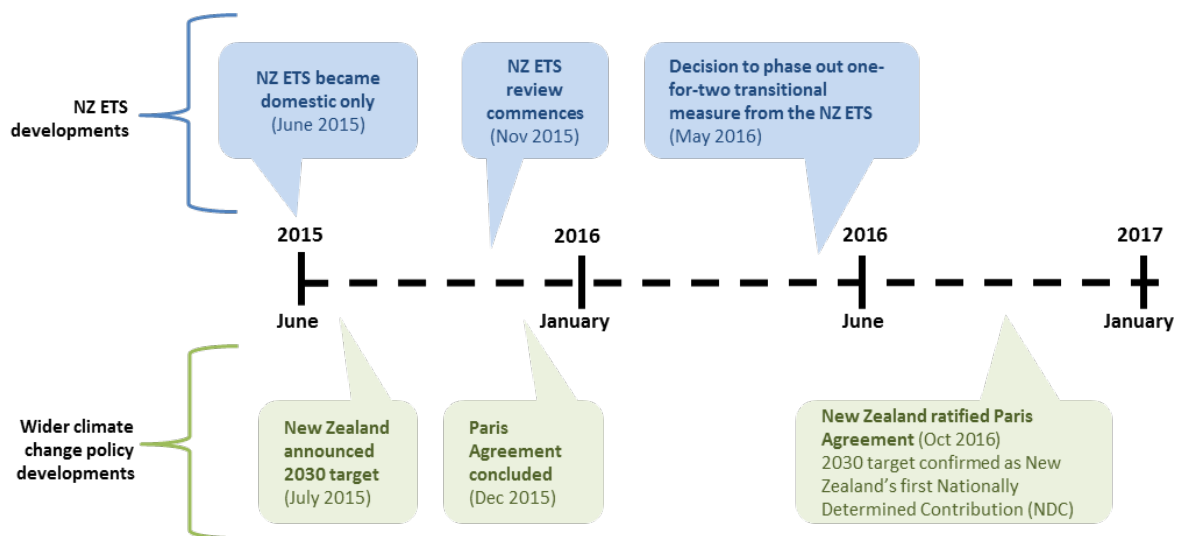 NZ ETS
developments
NZ ETS became
domestic only
(June 2015)
NZ ETS
review
commences
(Nov 2015)
Decision to phase out one-
for-two transitional
measure from the NZ ETS
(May 2016)
2015
2016
2016
2017
June
January
June
January
Wider climate
change policy
developments
New Zealand
announced
2030 target
(July 2015)
Paris
Agreement
concluded
(Dec 2015)
New Zealand ratified Paris
Agreement (Oct 2016)
2030 target confirmed as New
Zealand’s first Nationally
Determined Contribution (NDC)